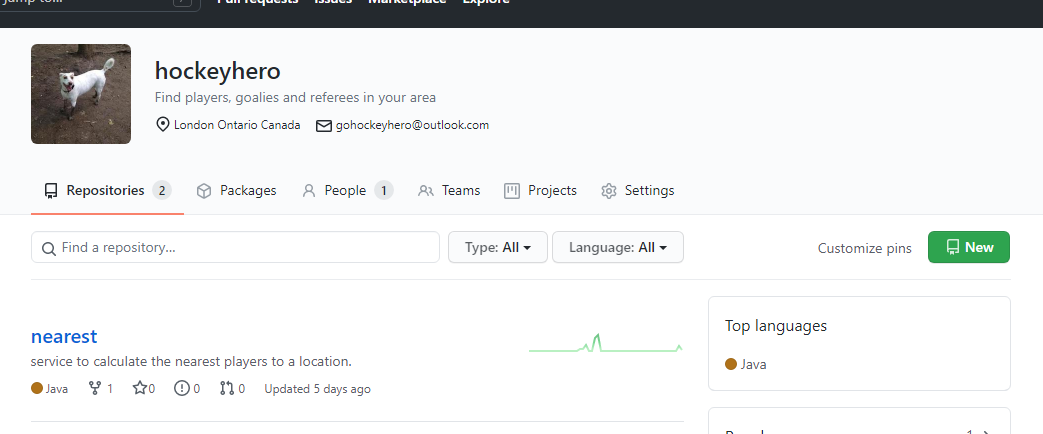 Jump to... /
Pull requests Issues Marketplace Explore
hockeyhero
Find players, goalies and referees in your area
London Ontario Canada gohockeyhero@outlook.com
Repositories 2 Packages People 1 Teams Projects Settings
Find a repository... Type: All Language: All Customize pins New
nearest
service to calculate the nearest players to a location.
Java 1 0 0 0 Updated 5 days ago
Top languages
Java
People 1 >